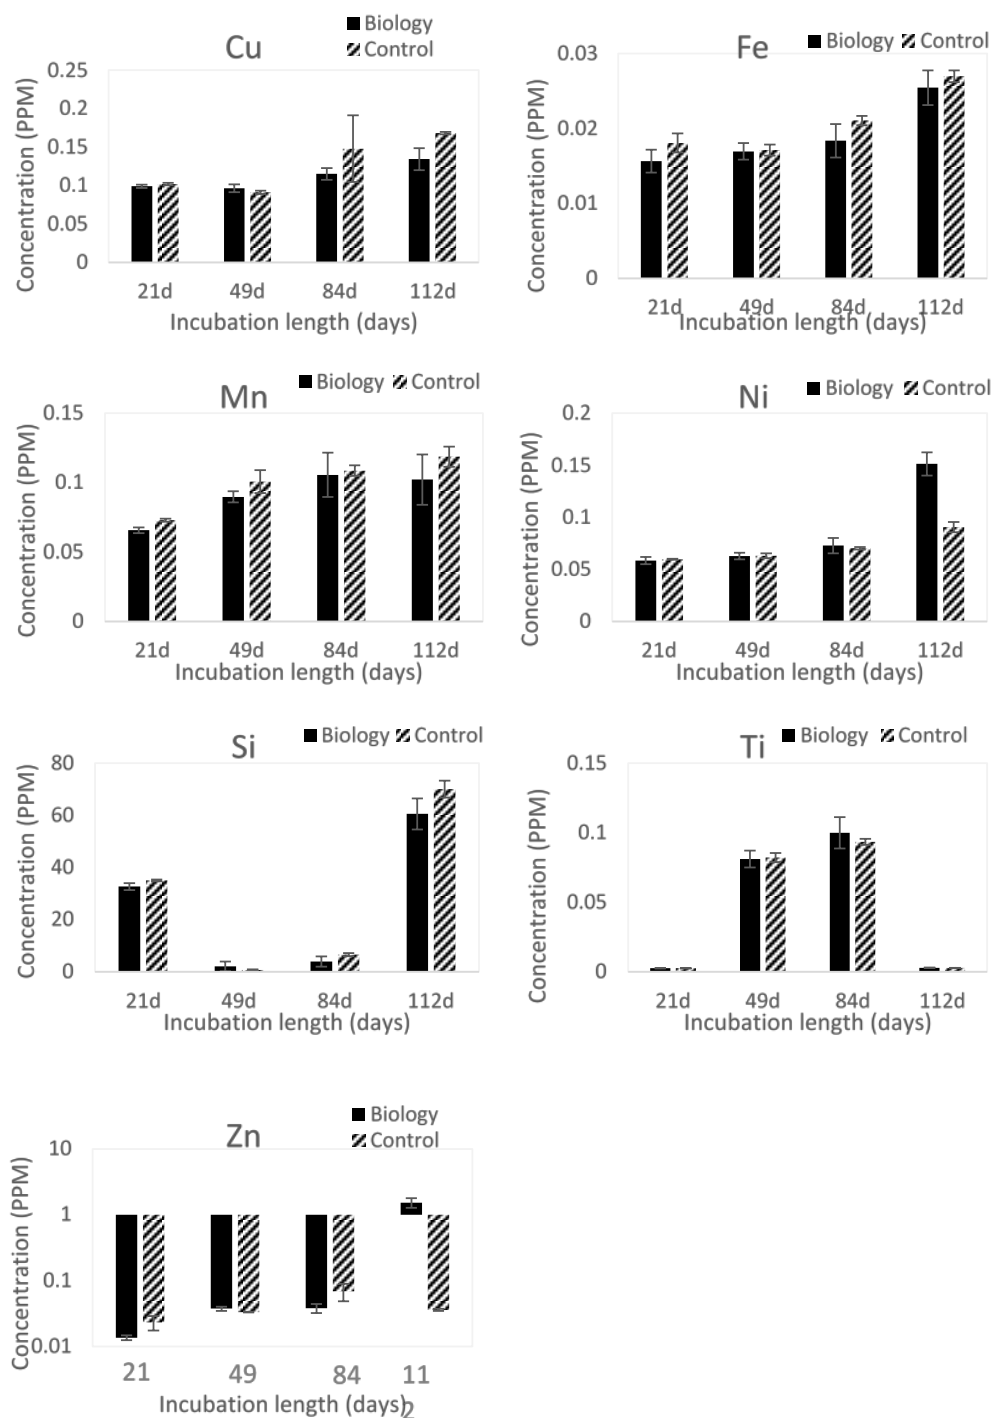 Cu
Biology
Control
Concentration (PPM)
0.25
0.2
0.15
0.1
0.05
0
21d 49d 84d 112d
Incubation length (days)
Fe
Biology Control
Concentration (PPM)
0.03
0.02
0.01
0
21d 49d 84d 112d
Incubation length (days)
Mn
Biology Control
Concentration (PPM)
0.15
0.1
0.05
0
21d 49d 84d 112d
Incubation length (days)
Ni
Biology Control
Concentration (PPM)
0.2
0.15
0.1
0.05
0
21d 49d 84d 112d
Incubation length (days)
Si
Biology Control
Concentration (PPM)
80
60
40
20
0
21d 49d 84d 112d
Incubation length (days)
Ti
Biology Control
Concentration (PPM)
0.15
0.1
0.05
0
21d 49d 84d 112d
Incubation length (days)
Zn
Biology
Control
Concentration (PPM)
10
1
0.1
0.01
21 49 84 11
2
Incubation length (days)